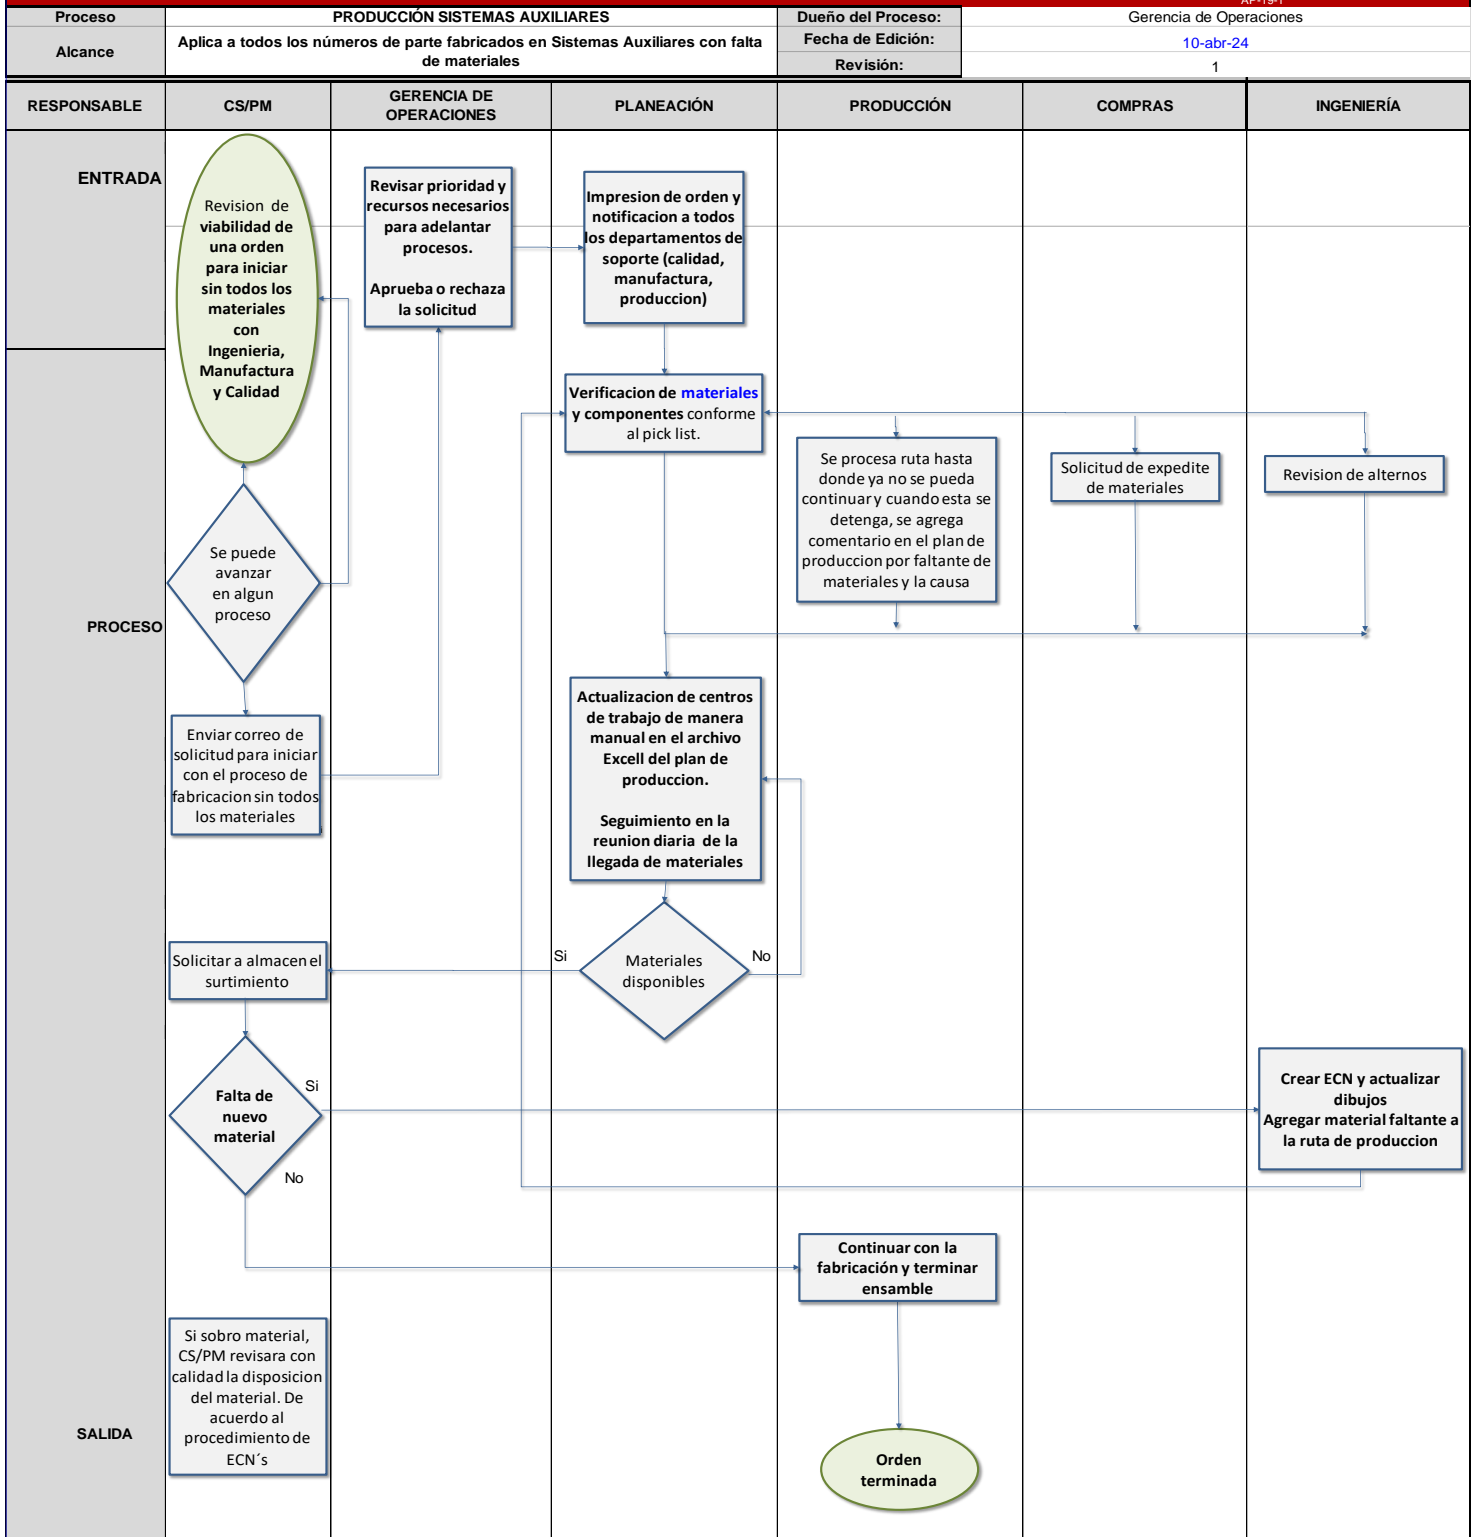 AP-19-1
Proceso
PRODUCCIÓN SISTEMAS AUXILIARES
Dueño del Proceso:
Gerencia de Operaciones
Alcance
Aplica a todos los números de parte fabricados en Sistemas Auxiliares con falta
de materiales
Fecha de Edición:
10-abr-24
Revisión:
1
RESPONSABLE
CS/PM
GERENCIA DE
OPERACIONES
PLANEACIÓN
PRODUCCIÓN
COMPRAS
INGENIERÍA
ENTRADA
Revision de
viabilidad de
una orden
para iniciar
sin todos los
materiales
con
Ingenieria,
Manufactura
y Calidad
Revisar prioridad y
recursos necesarios
para adelantar
procesos.
Aprueba o rechaza
la solicitud
Impresion de orden y
notificacion a todos
los departamentos de
soporte (calidad,
manufactura,
produccion)
Verificacion de materiales
y componentes conforme
al pick list.
Se procesa ruta hasta
donde ya no se pueda
continuar y cuando esta se
detenga, se agrega
comentario en el plan de
produccion por faltante de
materiales y la causa
Solicitud de expedite
de materiales
Revision de alternos
PROCESO
Se puede
avanzar
en algun
proceso
Enviar correo de
solicitud para iniciar
con el proceso de
fabricacion sin todos
los materiales
Actualizacion de centros
de trabajo de manera
manual en el archivo
Excell del plan de
produccion.
Seguimiento en la
reunion diaria de la
llegada de materiales
Solicitar a almacen el
surtimiento
Si
Materiales
disponibles
No
Falta de
nuevo
material
Si
No
Crear ECN y actualizar
dibujos
Agregar material faltante a
la ruta de produccion
Continuar con la
fabricación y terminar
ensamble
SALIDA
Si sobro material,
CS/PM revisara con
calidad la disposicion
del material. De
acuerdo al
procedimiento de
ECN´s
Orden
terminada